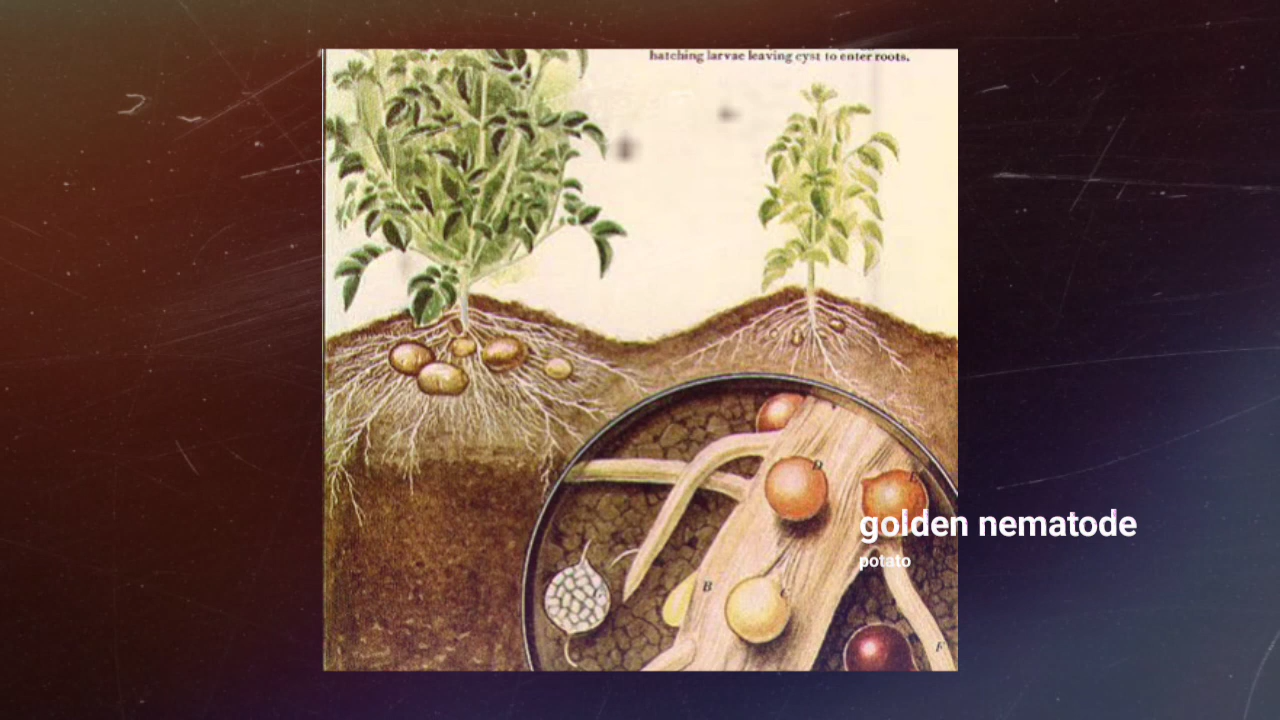 hatching larvae leaving cyst to enter roots.
B
B
B
C
F
golden nematode
potato